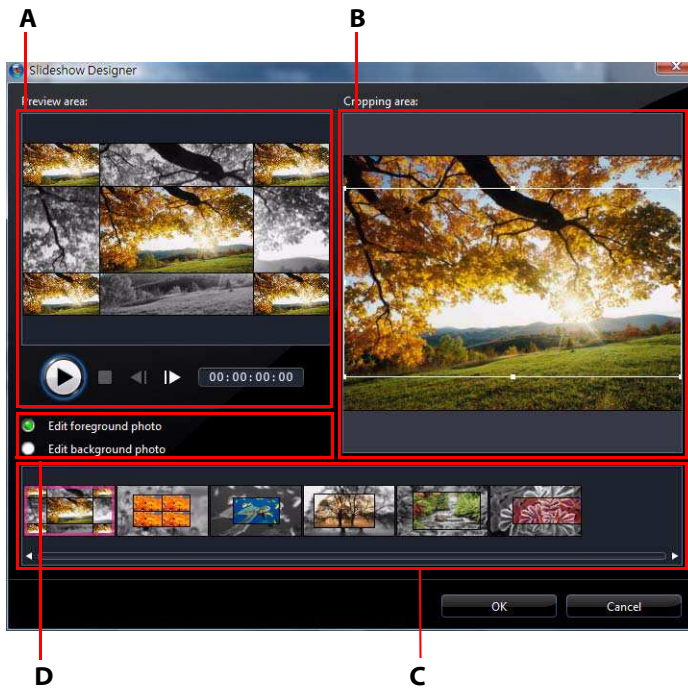 A B
Slideshow Designer
Preview area: Cropping area:
00:00:00:00
Edit foreground photo
Edit background photo
OK Cancel
D C